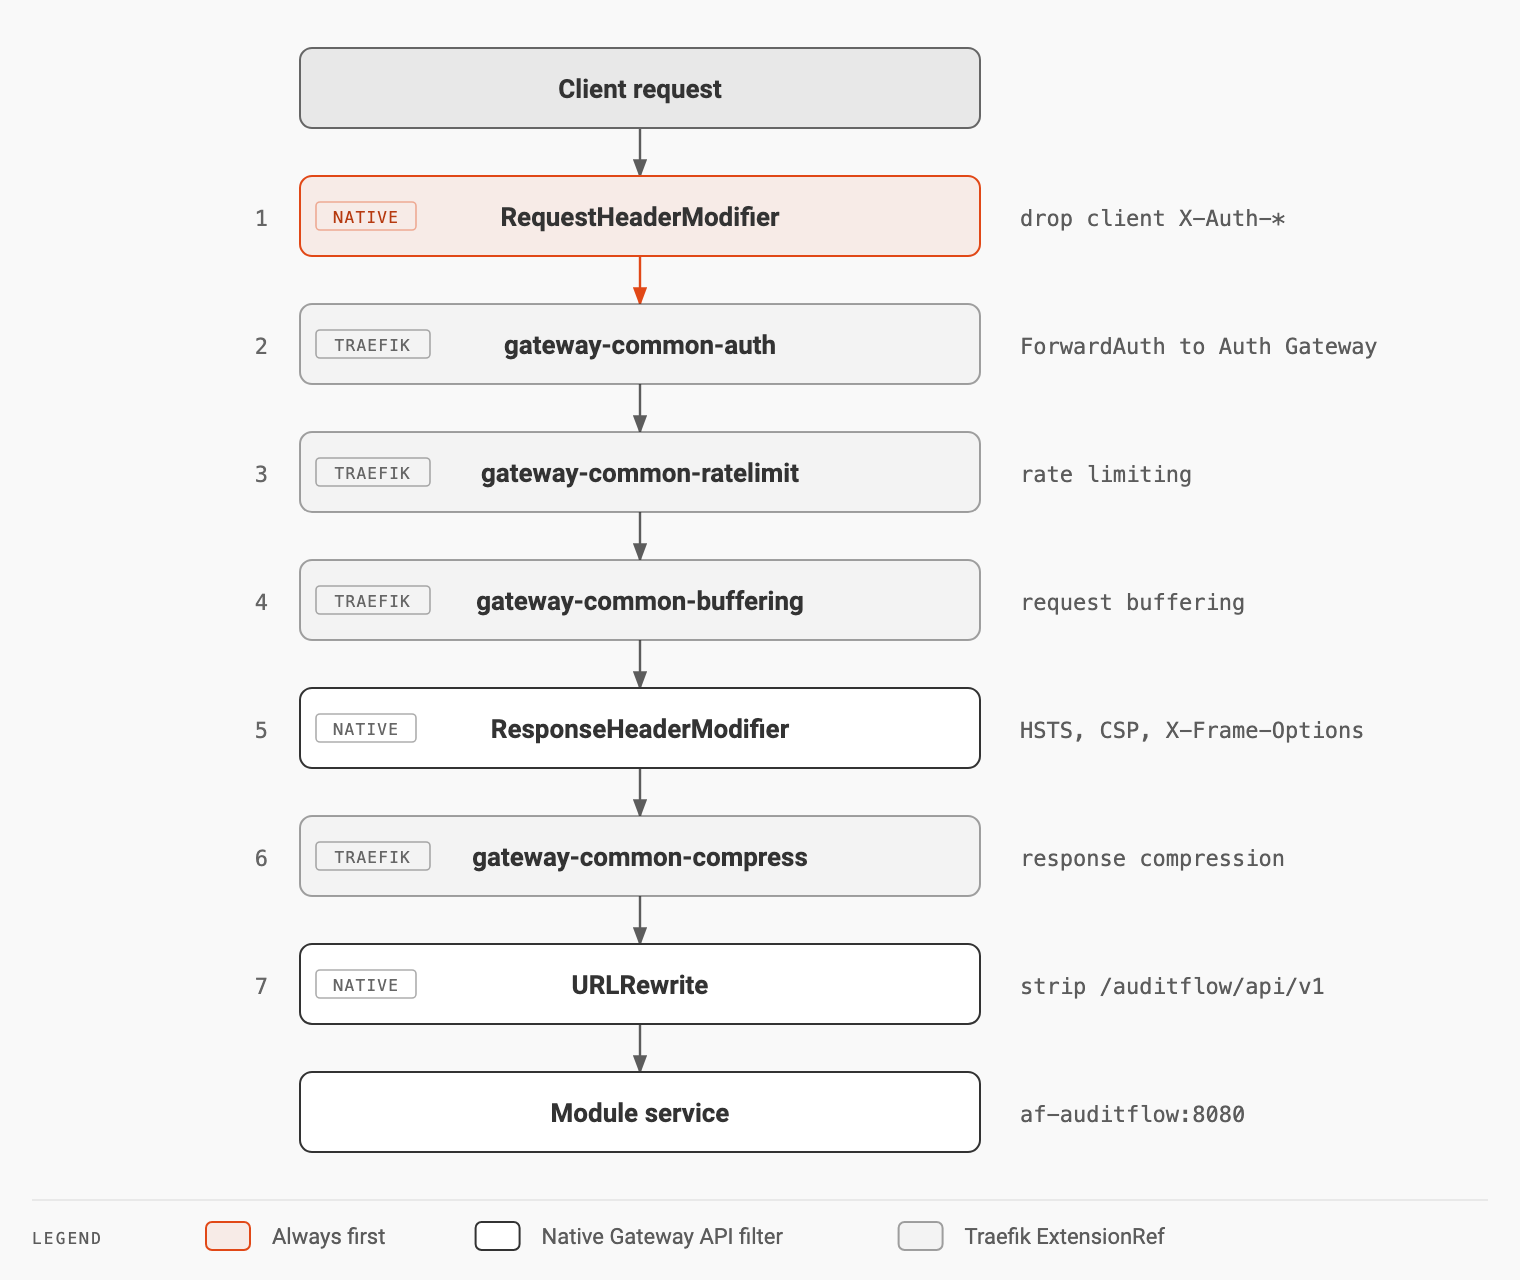 Client request
1 NATIVE RequestHeaderModifier drop client X-Auth-*
2 TRAEFIK gateway-common-auth ForwardAuth to Auth Gateway
3 TRAEFIK gateway-common-ratelimit rate limiting
4 TRAEFIK gateway-common-buffering request buffering
5 NATIVE ResponseHeaderModifier HSTS, CSP, X-Frame-Options
6 TRAEFIK gateway-common-compress response compression
7 NATIVE URLRewrite strip /auditflow/api/v1
Module service af-auditflow:8080
LEGEND Always first Native Gateway API filter Traefik ExtensionRef